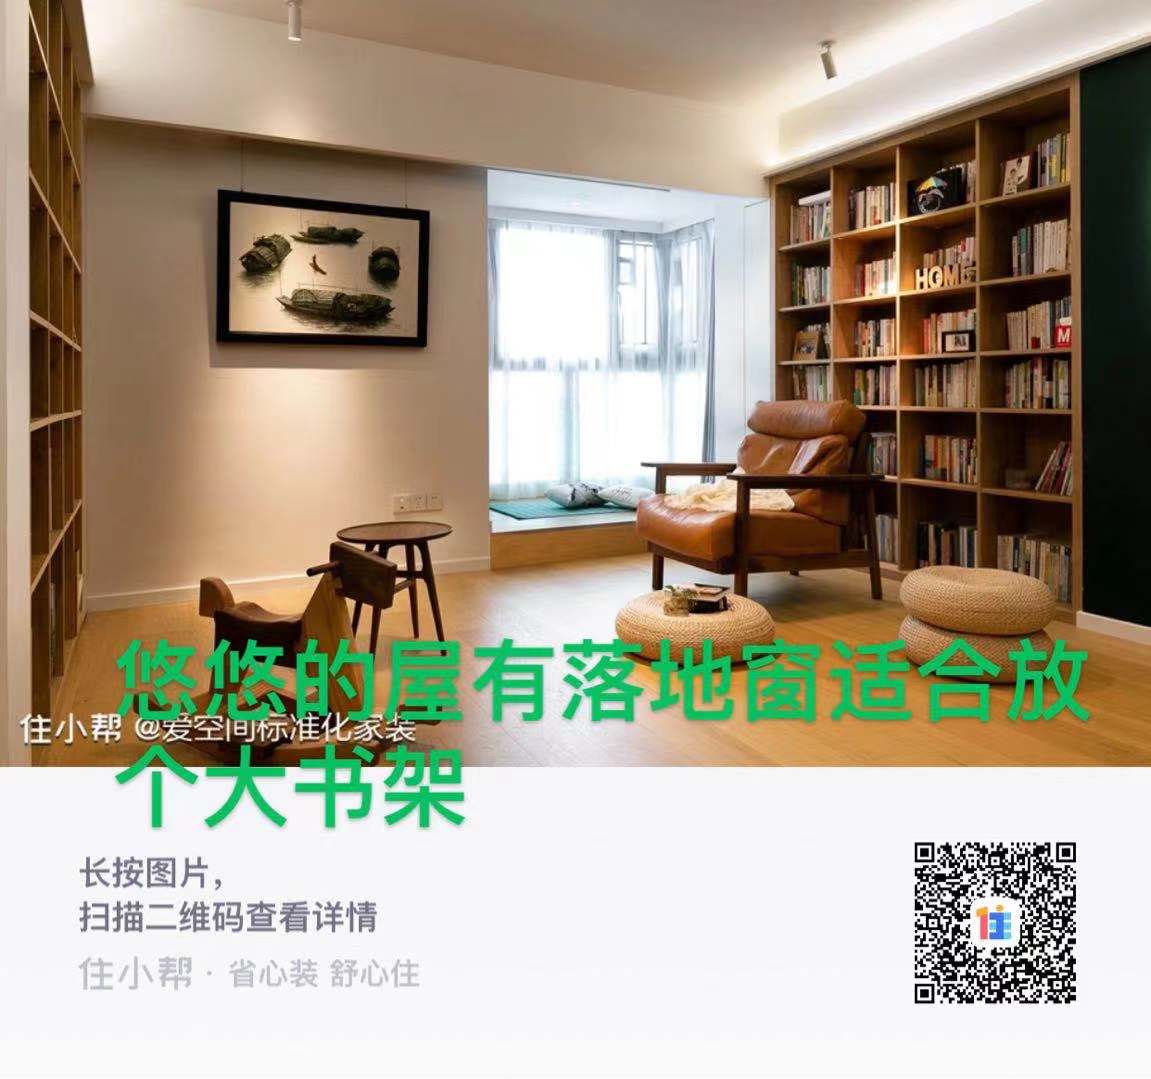 HOME
M
悠悠的屋有落地窗适合放
住小帮 @爱空间标准化家装
个大书架
长按图片，
扫描二维码查看详情
住小帮 · 省心装 舒心住
住